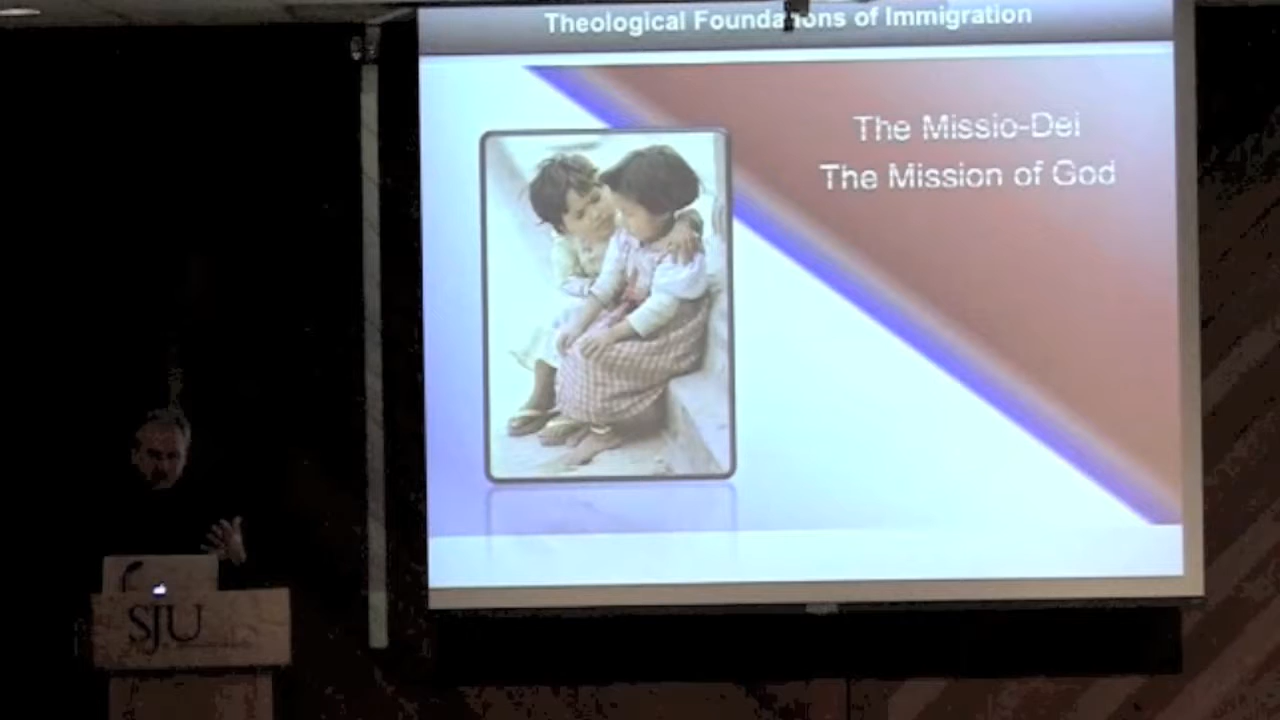 Theological Foundations of Immigration
The Missio-Dei
The Mission of God
SJU